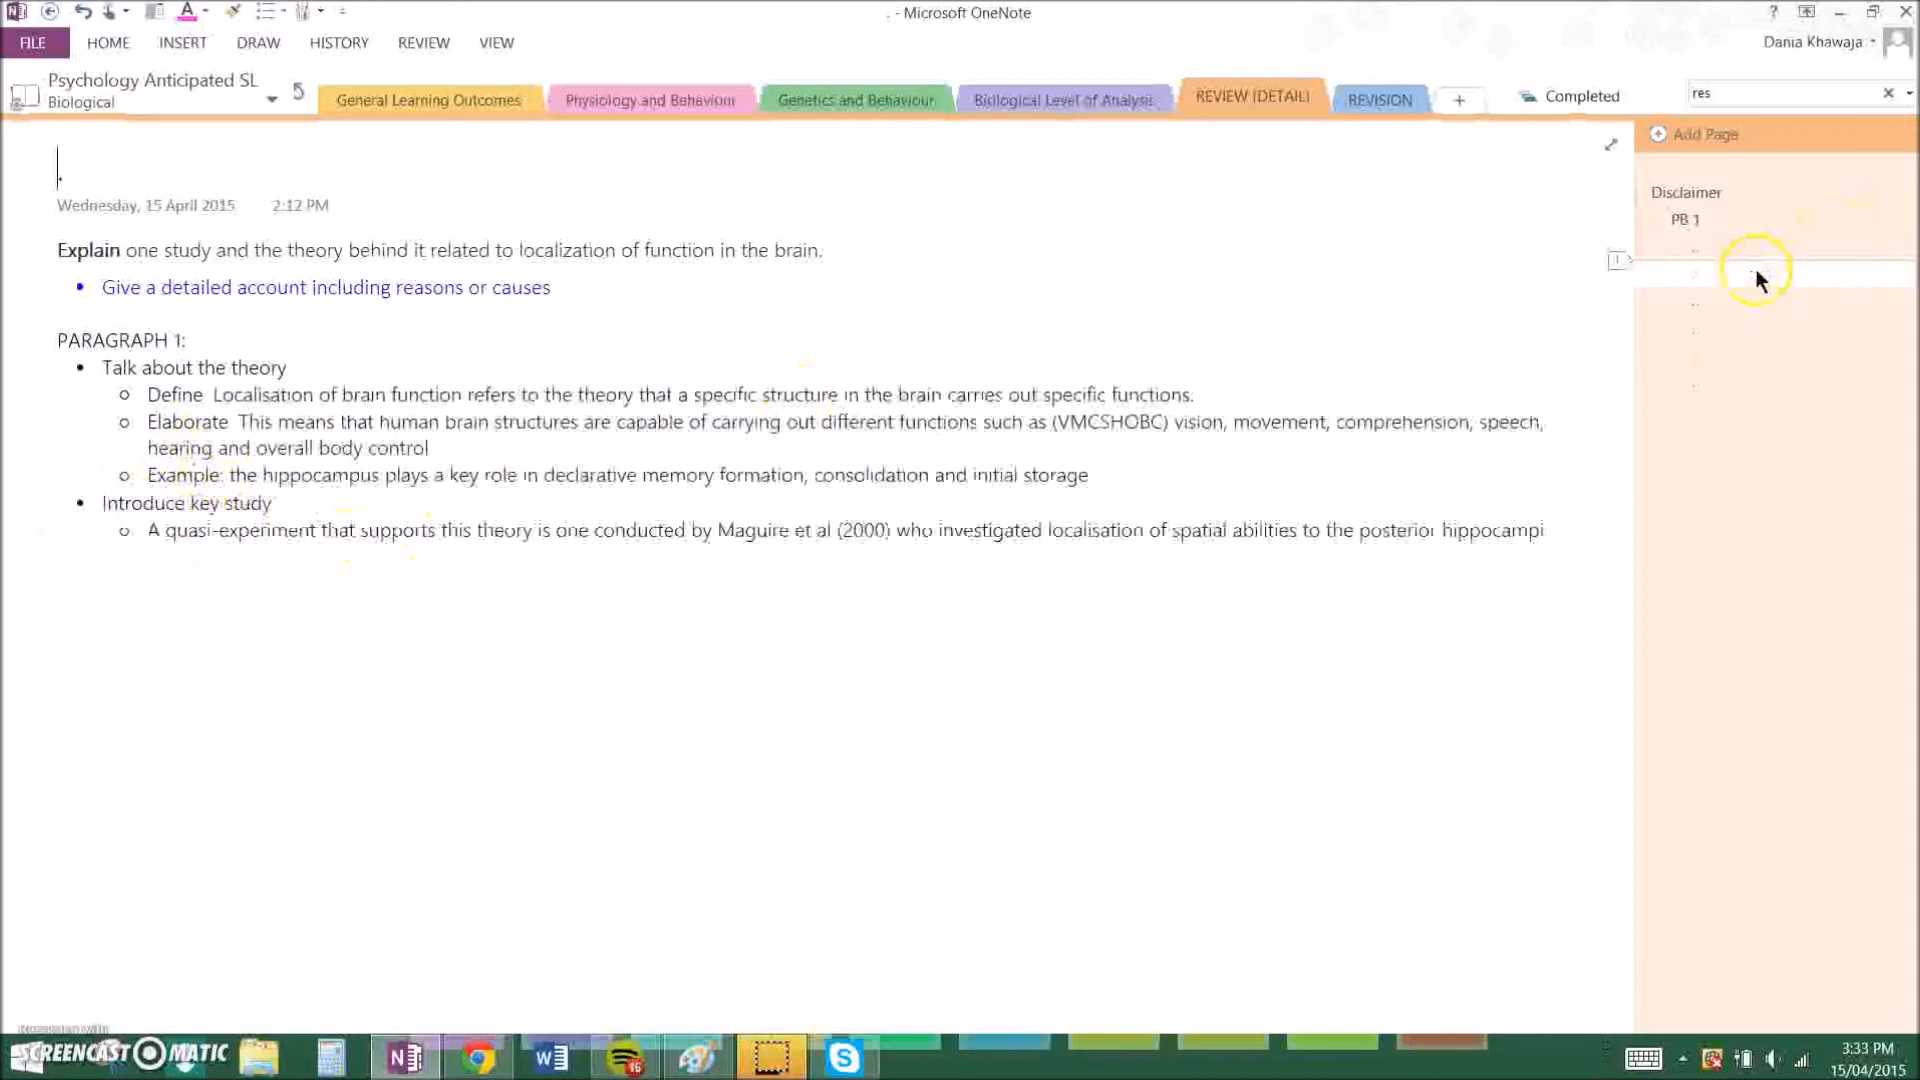 . - Microsoft OneNote
FILE HOME INSERT DRAW HISTORY REVIEW VIEW
Dania Khawaja
Psychology Anticipated SL
Biological
General Learning Outcomes Physiology and Behaviour Genetics and Behaviour Biological Level of Analysis REVIEW (DETAIL) REVISION + Completed
res
Add Page
Disclaimer
PB 1
.
Wednesday, 15 April 2015 2:12 PM
Explain one study and the theory behind it related to localization of function in the brain.
• Give a detailed account including reasons or causes
PARAGRAPH 1:
• Talk about the theory
○ Define Localisation of brain function refers to the theory that a specific structure in the brain carries out specific functions.
○ Elaborate This means that human brain structures are capable of carrying out different functions such as (VMCSHOBC) vision, movement, comprehension, speech,
hearing and overall body control
○ Example: the hippocampus plays a key role in declarative memory formation, consolidation and initial storage
• Introduce key study
○ A quasi-experiment that supports this theory is one conducted by Maguire et al (2000) who investigated localisation of spatial abilities to the posterior hippocampi
SCREENCAST MATIC
16
3:33 PM
15/04/2015